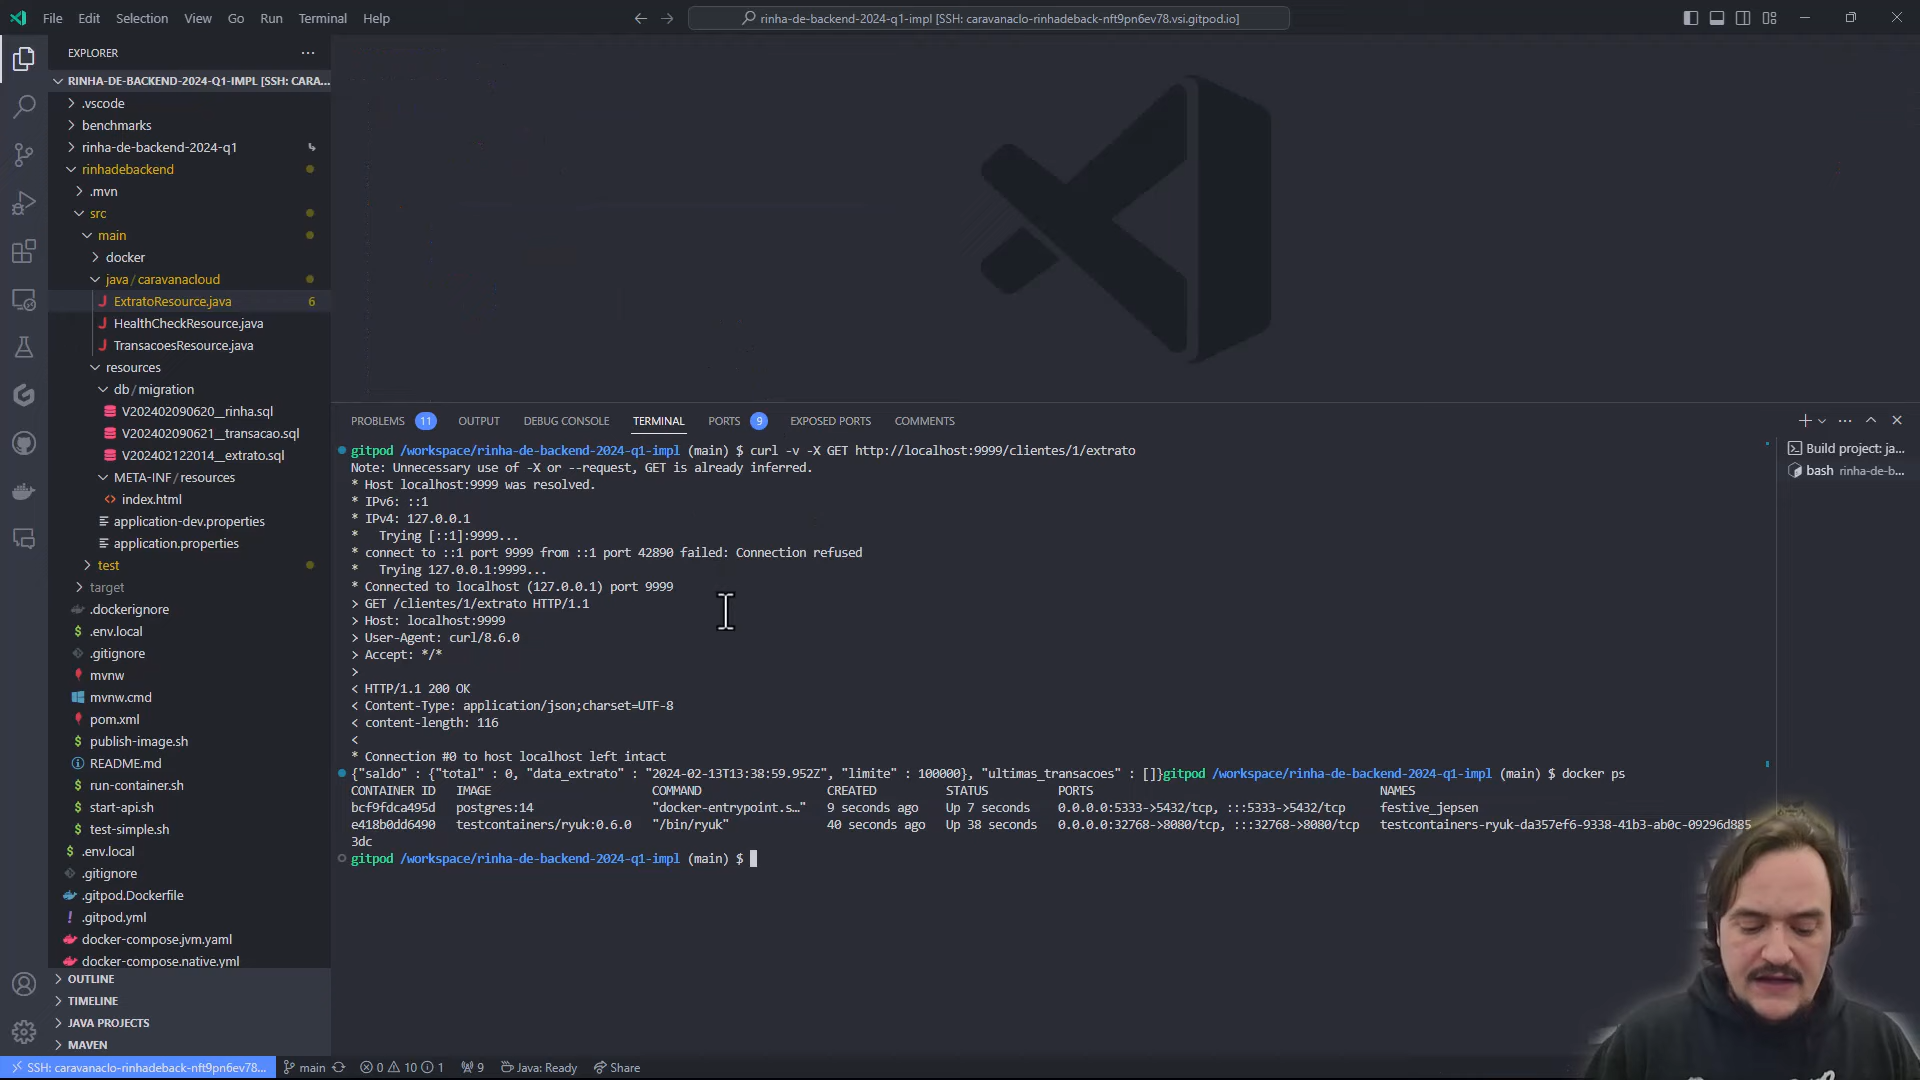 File Edit Selection View Go Run Terminal Help
rinha-de-backend-2024-q1-impl [SSH: caravanaclo-rinhadeback-nft9pn6ev78.vsi.gitpod.io]
EXPLORER
RINHA-DE-BACKEND-2024-Q1-IMPL [SSH: CARA...
.vscode
benchmarks
rinha-de-backend-2024-q1
rinhadebackend
.mvn
src
main
docker
java/caravanacloud
ExtratoResource.java 6
HealthCheckResource.java
TransacoesResource.java
resources
db/migration
V202402090620__rinha.sql
V202402090621__transacao.sql
V202402122014__extrato.sql
META-INF/resources
index.html
application-dev.properties
application.properties
test
target
.dockerignore
.env.local
.gitignore
mvnw
mvnw.cmd
pom.xml
publish-image.sh
README.md
run-container.sh
start-api.sh
test-simple.sh
.env.local
.gitignore
.gitpod.Dockerfile
.gitpod.yml
docker-compose.jvm.yaml
docker-compose.native.yml
OUTLINE
TIMELINE
JAVA PROJECTS
MAVEN
PROBLEMS 11 OUTPUT DEBUG CONSOLE TERMINAL PORTS 9 EXPOSED PORTS COMMENTS
gitpod /workspace/rinha-de-backend-2024-q1-impl (main) $ curl -v -X GET http://localhost:9999/clientes/1/extrato
Note: Unnecessary use of -X or --request, GET is already inferred.
* Host localhost:9999 was resolved.
* IPv6: ::1
* IPv4: 127.0.0.1
*   Trying [::1]:9999...
* connect to ::1 port 9999 from ::1 port 42890 failed: Connection refused
*   Trying 127.0.0.1:9999...
* Connected to localhost (127.0.0.1) port 9999
> GET /clientes/1/extrato HTTP/1.1
> Host: localhost:9999
> User-Agent: curl/8.6.0
> Accept: */*
>
< HTTP/1.1 200 OK
< Content-Type: application/json;charset=UTF-8
< content-length: 116
<
* Connection #0 to host localhost left intact
{"saldo" : {"total" : 0, "data_extrato" : "2024-02-13T13:38:59.952Z", "limite" : 100000}, "ultimas_transacoes" : []}gitpod /workspace/rinha-de-backend-2024-q1-impl (main) $ docker ps
CONTAINER ID   IMAGE   COMMAND   CREATED   STATUS   PORTS   NAMES
bcf9fdca495d   postgres:14   "docker-entrypoint.s…"   9 seconds ago   Up 7 seconds   0.0.0.0:5333->5432/tcp, :::5333->5432/tcp   festive_jepsen
e418b0dd6490   testcontainers/ryuk:0.6.0   "/bin/ryuk"   40 seconds ago   Up 38 seconds   0.0.0.0:32768->8080/tcp, :::32768->8080/tcp   testcontainers-ryuk-da357ef6-9338-41b3-ab0c-09296d885
3dc
gitpod /workspace/rinha-de-backend-2024-q1-impl (main) $
Build project: ja...
bash rinha-de-b...
SSH: caravanaclo-rinhadeback-nft9pn6ev78... main 0 10 1 9 Java: Ready Share